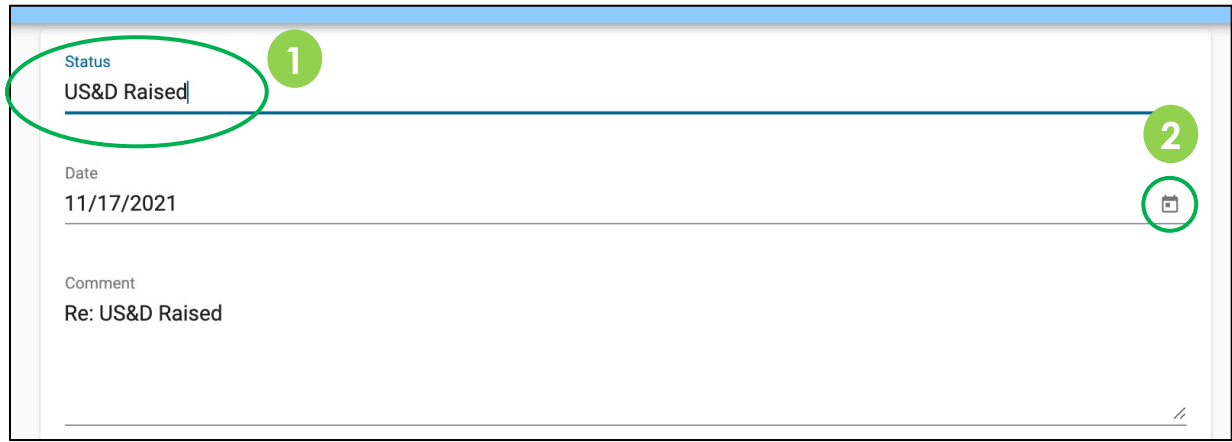 Status
1
US&D Raised
2
Date
11/17/2021
Comment
Re: US&D Raised